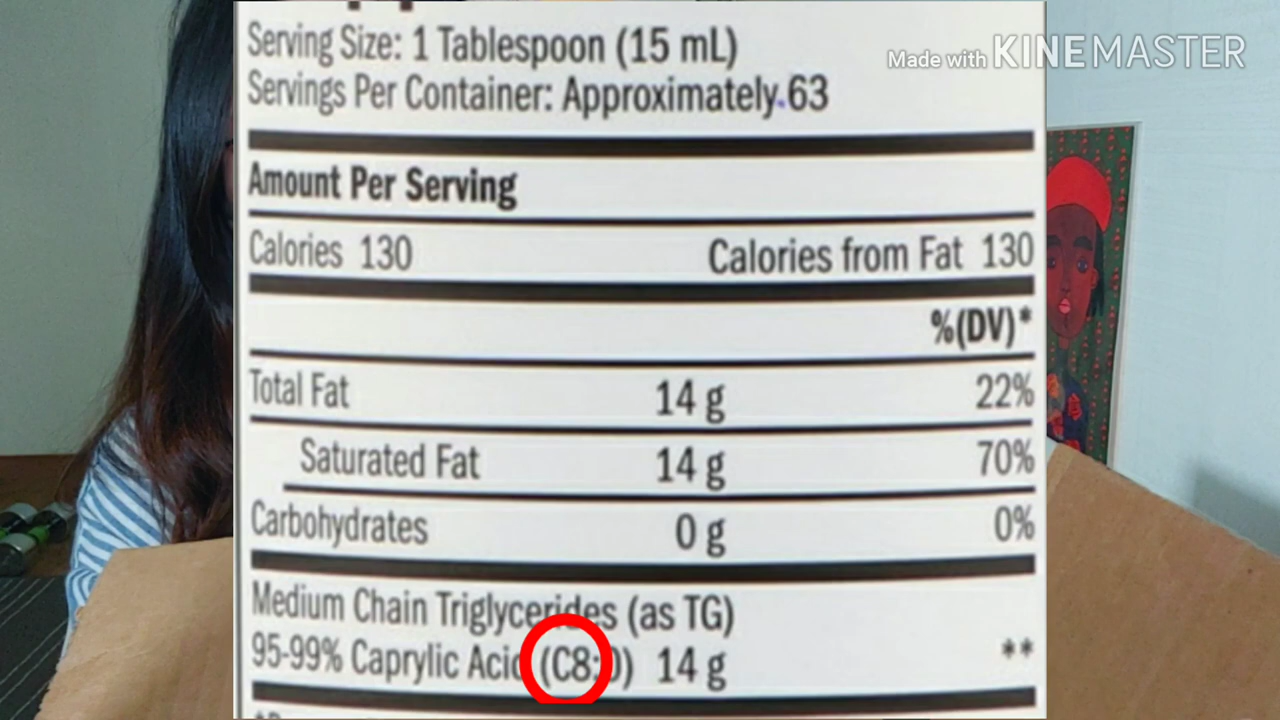 Serving Size: 1 Tablespoon (15 mL)
Made with KINEMASTER
Servings Per Container: Approximately 63
Amount Per Serving
Calories 130 Calories from Fat 130
%(DV)*
Total Fat 14 g 22%
Saturated Fat 14 g 70%
Carbohydrates 0 g 0%
Medium Chain Triglycerides (as TG)
95-99% Caprylic Acid (C8:0) 14 g **